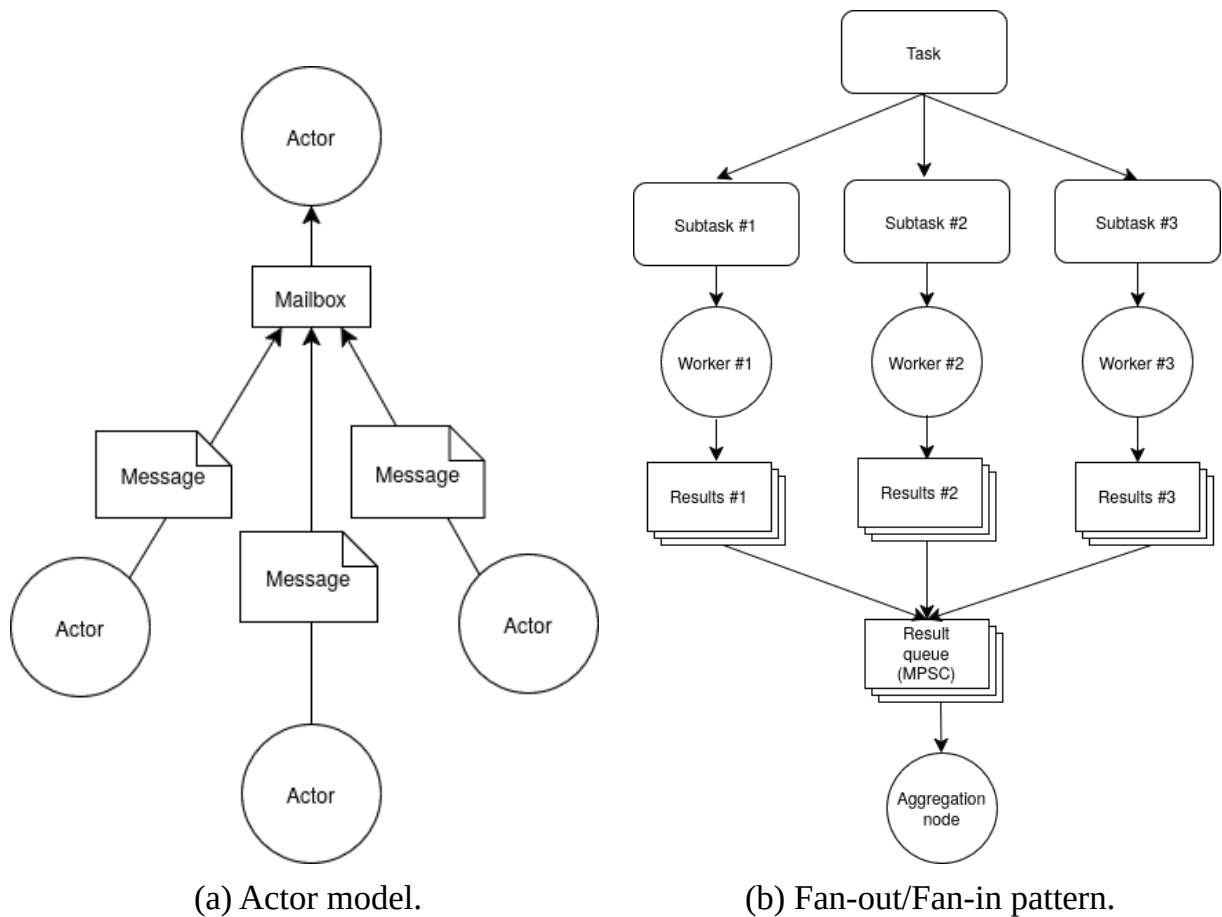 Actor
Mailbox
Message
Message
Message
Actor
Actor
Actor
(a) Actor model.
Task
Subtask #1
Subtask #2
Subtask #3
Worker #1
Worker #2
Worker #3
Results #1
Results #2
Results #3
Result
queue
(MPSC)
Aggregation
node
(b) Fan-out/Fan-in pattern.